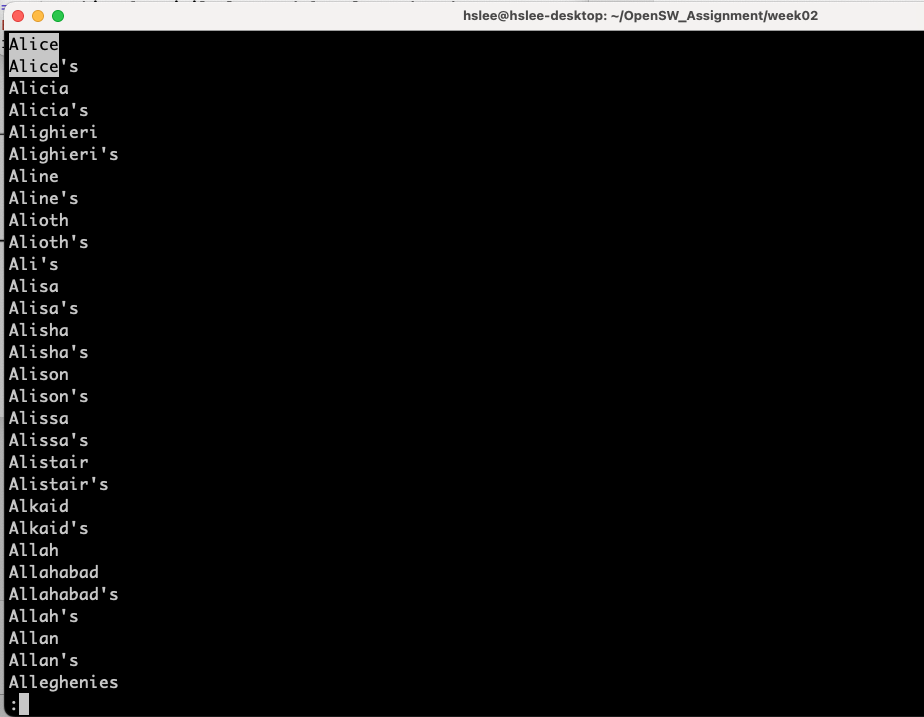 hslee@hslee-desktop: ~/OpenSW_Assignment/week02
Alice
Alice's
Alicia
Alicia's
Alighieri
Alighieri's
Aline
Aline's
Alioth
Alioth's
Ali's
Alisa
Alisa's
Alisha
Alisha's
Alison
Alison's
Alissa
Alissa's
Alistair
Alistair's
Alkaid
Alkaid's
Allah
Allahabad
Allahabad's
Allah's
Allan
Allan's
Alleghenies
: